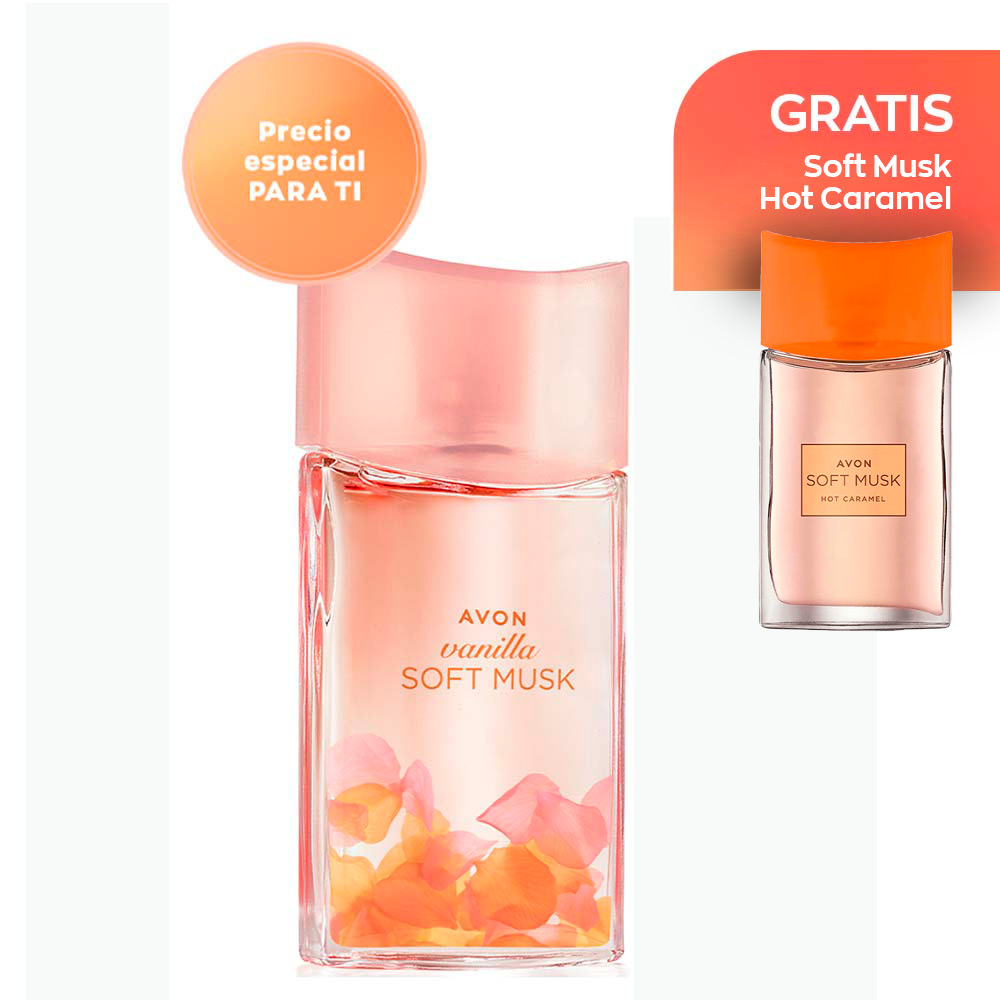 Precio
especial
PARA TI
GRATIS
Soft Musk
Hot Caramel
AVON
SOFT MUSK
HOT CARAMEL
AVON
vanilla
SOFT MUSK